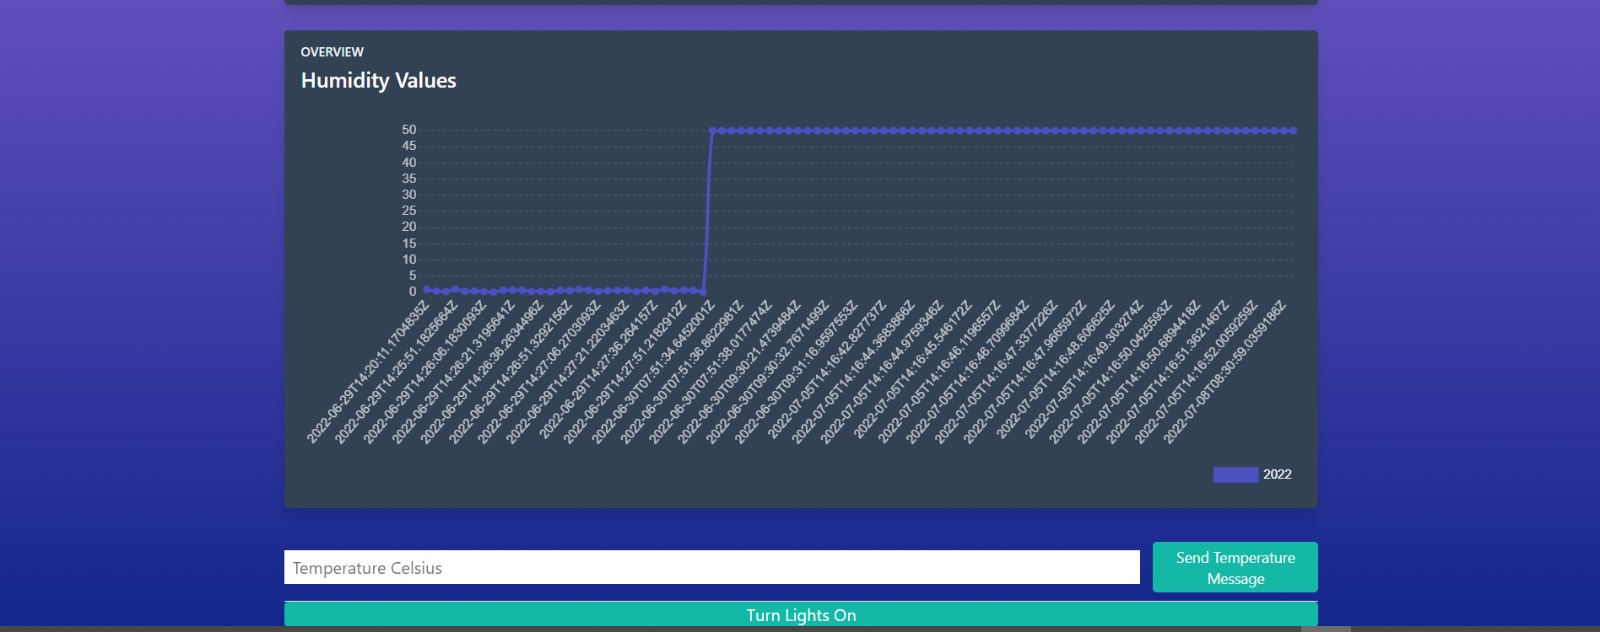 OVERVIEW
Humidity Values
50
45
40
35
30
25
20
15
10
5
0
2022-06-29T14:20:11.1704835Z
2022-06-29T14:25:51.1825664Z
2022-06-29T14:26:06.1830093Z
2022-06-29T14:26:21.3195641Z
2022-06-29T14:26:36.2634496Z
2022-06-29T14:26:51.3292156Z
2022-06-29T14:27:06.2703093Z
2022-06-29T14:27:21.2203463Z
2022-06-29T14:27:36.264157Z
2022-06-29T14:27:51.2182912Z
2022-06-30T07:51:34.6452001Z
2022-06-30T07:51:36.8622981Z
2022-06-30T07:51:38.0177474Z
2022-06-30T09:30:21.4739484Z
2022-06-30T09:30:32.7671499Z
2022-06-30T09:31:16.9597553Z
2022-07-05T14:16:42.827737Z
2022-07-05T14:16:44.3683866Z
2022-07-05T14:16:44.9759346Z
2022-07-05T14:16:45.546172Z
2022-07-05T14:16:46.1196557Z
2022-07-05T14:16:46.7099684Z
2022-07-05T14:16:47.3377226Z
2022-07-05T14:16:47.9665972Z
2022-07-05T14:16:48.606625Z
2022-07-05T14:16:49.303274Z
2022-07-05T14:16:50.0425593Z
2022-07-05T14:16:50.6894418Z
2022-07-05T14:16:51.3621467Z
2022-07-05T14:16:52.0059259Z
2022-07-08T08:30:59.0359186Z
2022
Temperature Celsius
Send Temperature
Message
Turn Lights On